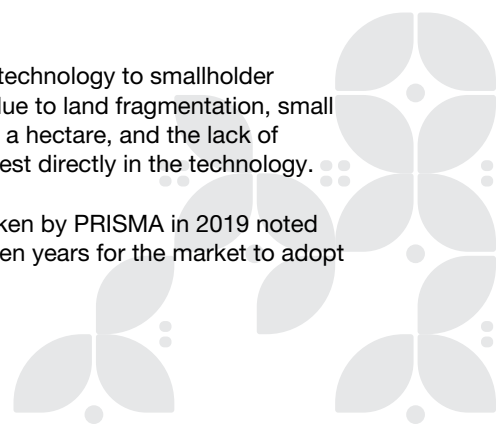 technology to smallholder
lue to land fragmentation, small
a hectare, and the lack of
est directly in the technology.
ken by PRISMA in 2019 noted
en years for the market to adopt